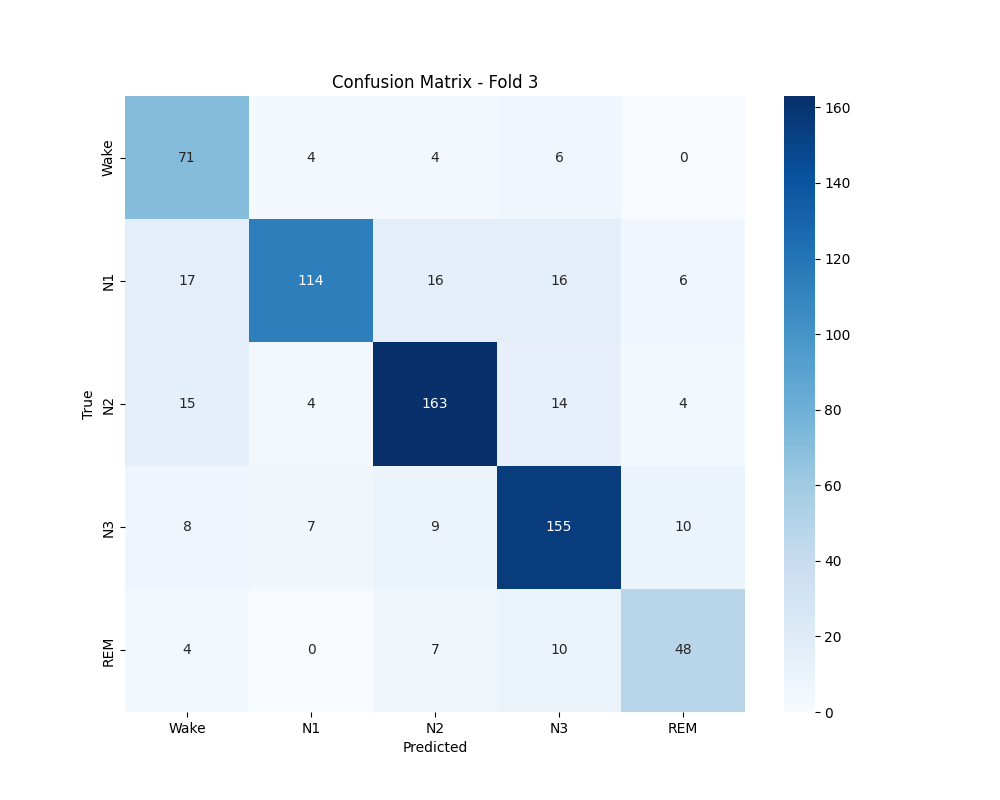 Confusion Matrix - Fold 3
True
Wake 71 4 4 6 0
N1 17 114 16 16 6
N2 15 4 163 14 4
N3 8 7 9 155 10
REM 4 0 7 10 48
Wake N1 N2 N3 REM
Predicted
160
140
120
100
80
60
40
20
0